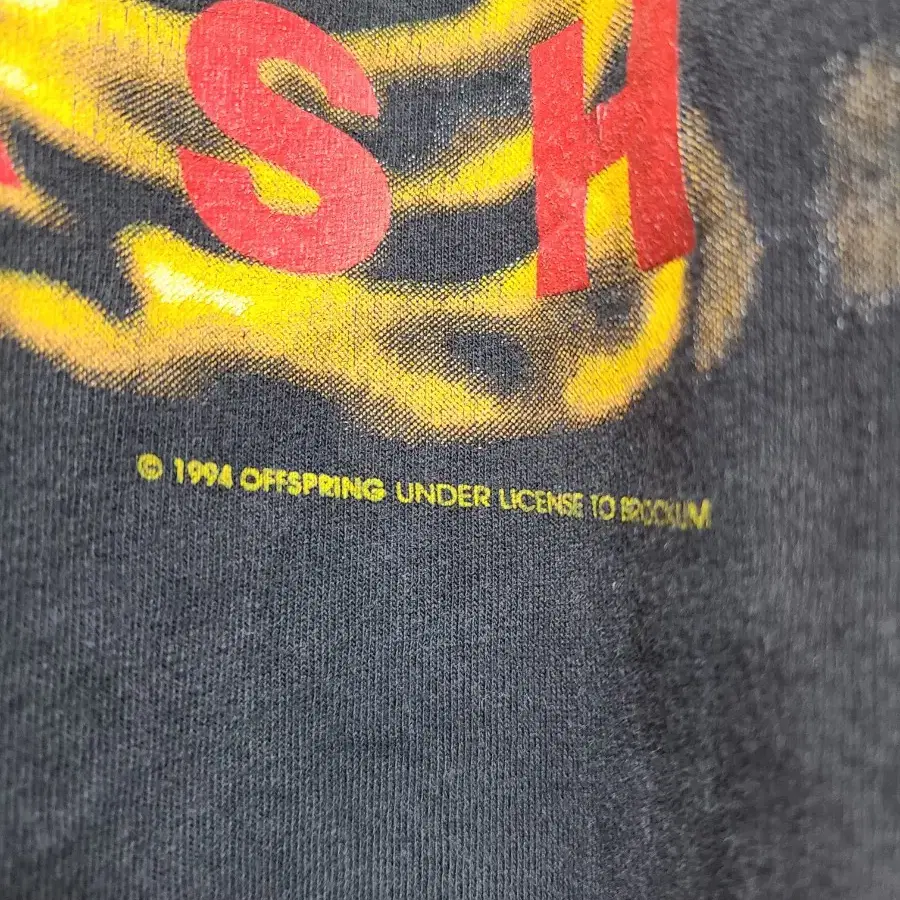 SH
© 1994 OFFSPRING UNDER LICENSE TO BROCKUM